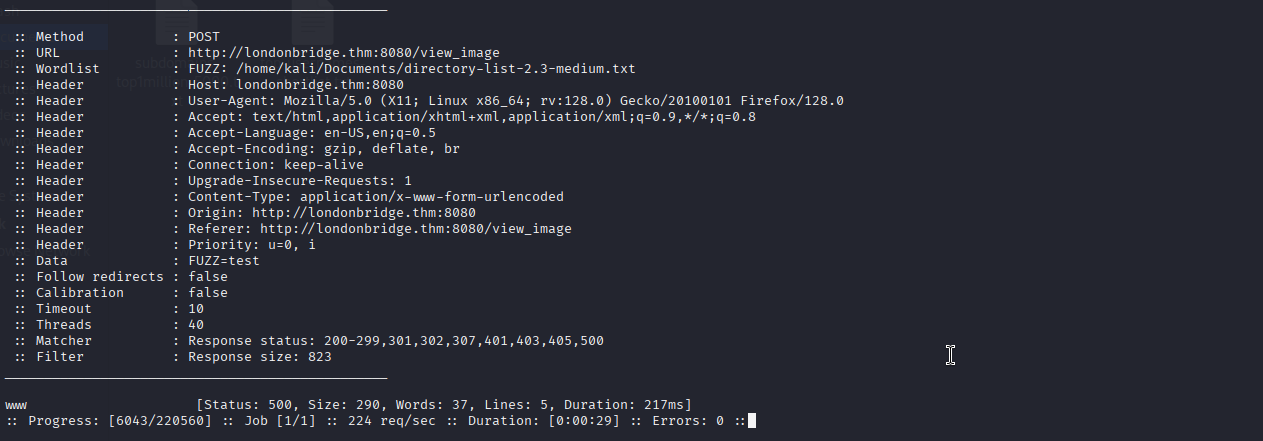 :: Method : POST
:: URL : http://londonbridge.thm:8080/view_image
:: Wordlist : FUZZ: /home/kali/Documents/directory-list-2.3-medium.txt
:: Header : Host: londonbridge.thm:8080
:: Header : User-Agent: Mozilla/5.0 (X11; Linux x86_64; rv:128.0) Gecko/20100101 Firefox/128.0
:: Header : Accept: text/html,application/xhtml+xml,application/xml;q=0.9,*/*;q=0.8
:: Header : Accept-Language: en-US,en;q=0.5
:: Header : Accept-Encoding: gzip, deflate, br
:: Header : Connection: keep-alive
:: Header : Upgrade-Insecure-Requests: 1
:: Header : Content-Type: application/x-www-form-urlencoded
:: Header : Origin: http://londonbridge.thm:8080
:: Header : Referer: http://londonbridge.thm:8080/view_image
:: Header : Priority: u=0, i
:: Data : FUZZ=test
:: Follow redirects : false
:: Calibration : false
:: Timeout : 10
:: Threads : 40
:: Matcher : Response status: 200-299,301,302,307,401,403,405,500
:: Filter : Response size: 823
www [Status: 500, Size: 290, Words: 37, Lines: 5, Duration: 217ms]
:: Progress: [6043/220560] :: Job [1/1] :: 224 req/sec :: Duration: [0:00:29] :: Errors: 0 ::